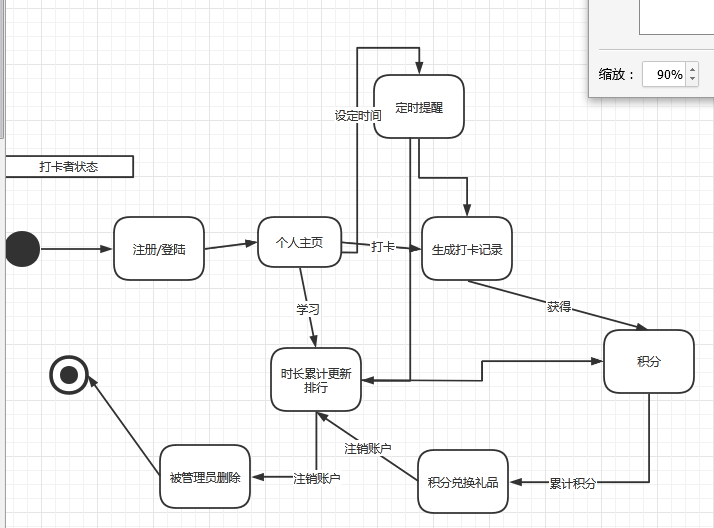 缩放： 90%
定时提醒
设定时间
打卡者状态
注册/登陆
个人主页
打卡
生成打卡记录
学习
获得
积分
时长累计更新
排行
注销账户
被管理员删除
注销账户
积分兑换礼品
累计积分